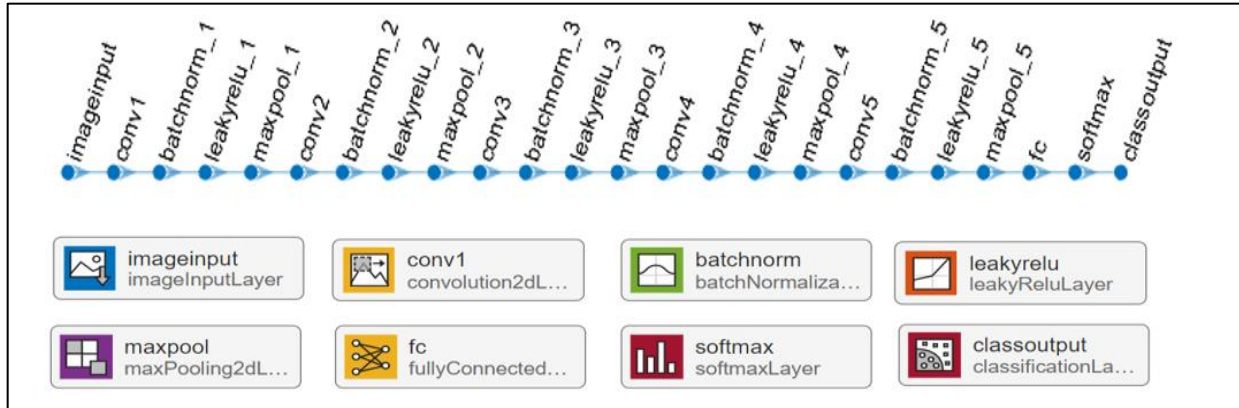 imageinput
conv1
batchnorm_1
leakyrelu_1
maxpool_1
conv2
batchnorm_2
leakyrelu_2
maxpool_2
conv3
batchnorm_3
leakyrelu_3
maxpool_3
conv4
batchnorm_4
leakyrelu_4
maxpool_4
conv5
batchnorm_5
leakyrelu_5
maxpool_5
fc
softmax
classoutput
imageinput
imageInputLayer
conv1
convolution2dL...
batchnorm
batchNormaliza...
leakyrelu
leakyReluLayer
maxpool
maxPooling2dL...
fc
fullyConnected...
softmax
softmaxLayer
classoutput
classificationLa...